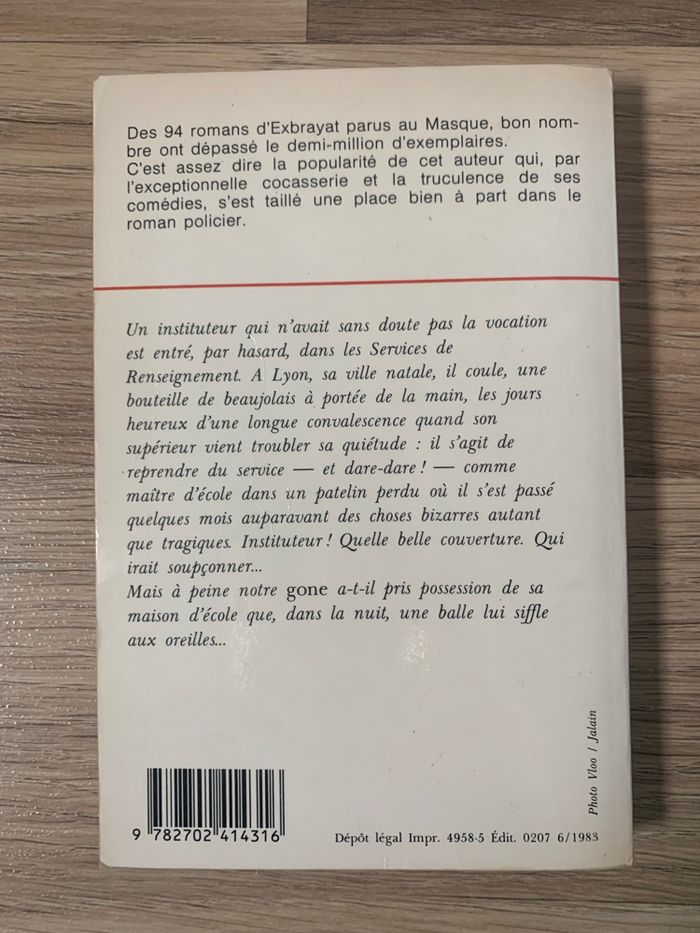 Des 94 romans d'Exbrayat parus au Masque, bon nom-
bre ont dépassé le demi-million d'exemplaires.
C'est assez dire la popularité de cet auteur qui, par
l'exceptionnelle cocasserie et la truculence de ses
comédies, s'est taillé une place bien à part dans le
roman policier.
Un instituteur qui n'avait sans doute pas la vocation
est entré, par hasard, dans les Services de
Renseignement. A Lyon, sa ville natale, il coule, une
bouteille de beaujolais à portée de la main, les jours
heureux d'une longue convalescence quand son
supérieur vient troubler sa quiétude : il s'agit de
reprendre du service — et dare-dare ! — comme
maître d'école dans un patelin perdu où il s'est passé
quelques mois auparavant des choses bizarres autant
que tragiques. Instituteur ! Quelle belle couverture. Qui
irait soupçonner...
Mais à peine notre gone a-t-il pris possession de sa
maison d'école que, dans la nuit, une balle lui siffle
aux oreilles...
Photo Vloo / Jalain
9 782702 414316
Dépôt légal Impr. 4958-5 Édit. 0207 6/1983